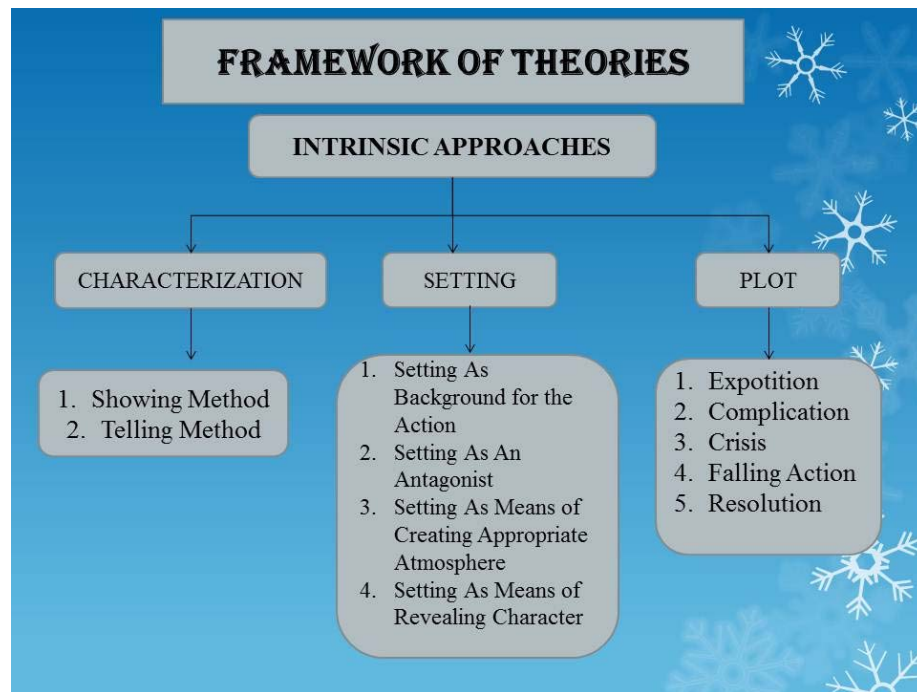 FRAMEWORK OF THEORIES
INTRINSIC APPROACHES
CHARACTERIZATION
SETTING
PLOT
1. Showing Method
2. Telling Method
1. Setting As
Background for the
Action
2. Setting As An
Antagonist
3. Setting As Means of
Creating Appropriate
Atmosphere
4. Setting As Means of
Revealing Character
1. Expotition
2. Complication
3. Crisis
4. Falling Action
5. Resolution